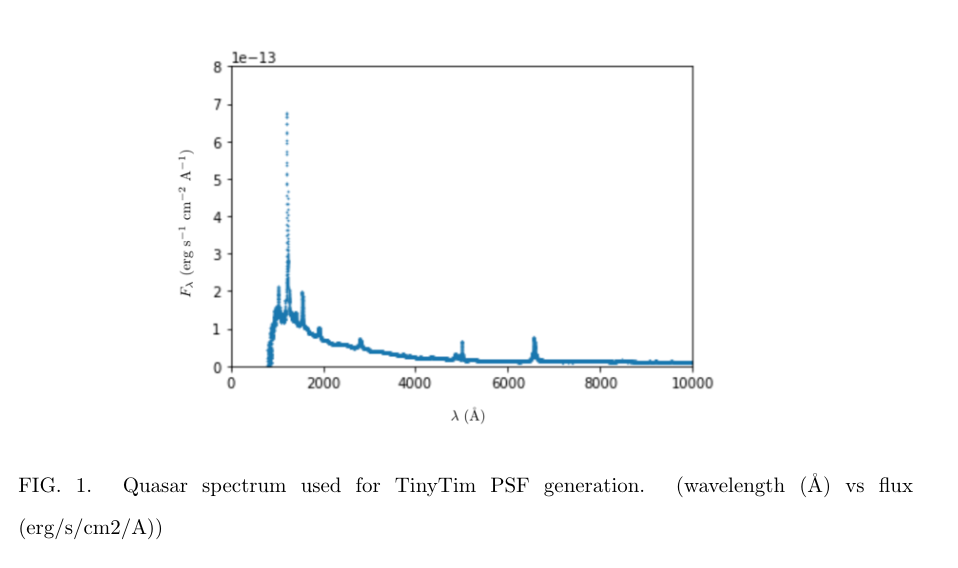 1e−13
8
7
6
5
4
3
2
1
0
F_λ (erg s⁻¹ cm⁻² A⁻¹)
0 2000 4000 6000 8000 10000
λ (Å)
FIG. 1. Quasar spectrum used for TinyTim PSF generation. (wavelength (Å) vs flux
(erg/s/cm2/A))